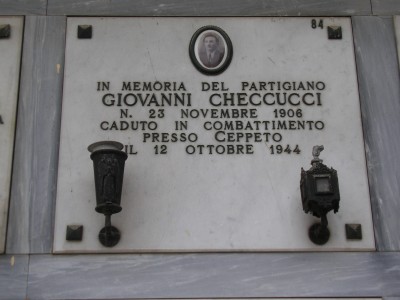 84
IN MEMORIA DEL PARTIGIANO
GIOVANNI CHECCUCCI
N. 23 NOVEMBRE 1906
CADUTO IN COMBATTIMENTO
PRESSO CEPPETO
IL 12 OTTOBRE 1944